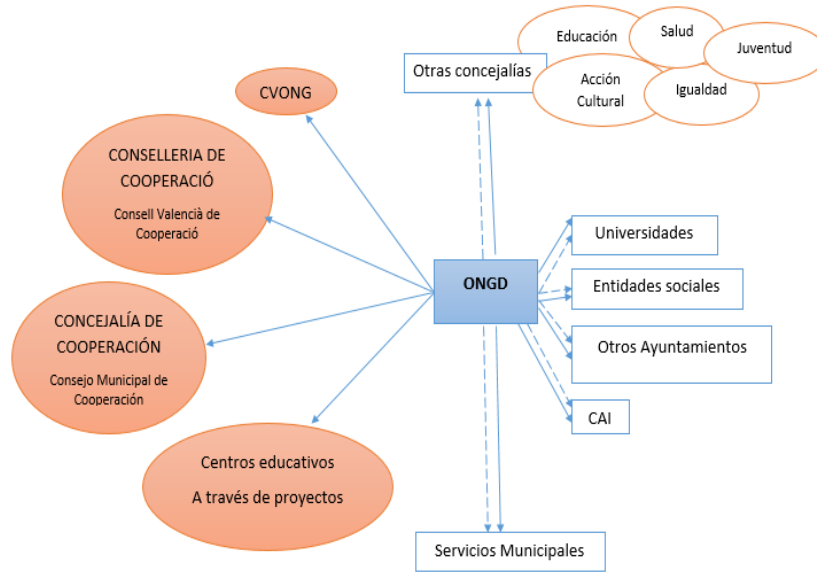 Educación
Salud
Juventud
Otras concejalías
Acción
Cultural
Igualdad
CVONG
CONSELLERIA DE
COOPERACIÓ
Consell Valencià de
Cooperació
Universidades
ONGD
Entidades sociales
CONCEJALÍA DE
COOPERACIÓN
Consejo Municipal de
Cooperación
Otros Ayuntamientos
CAI
Centros educativos
A través de proyectos
Servicios Municipales